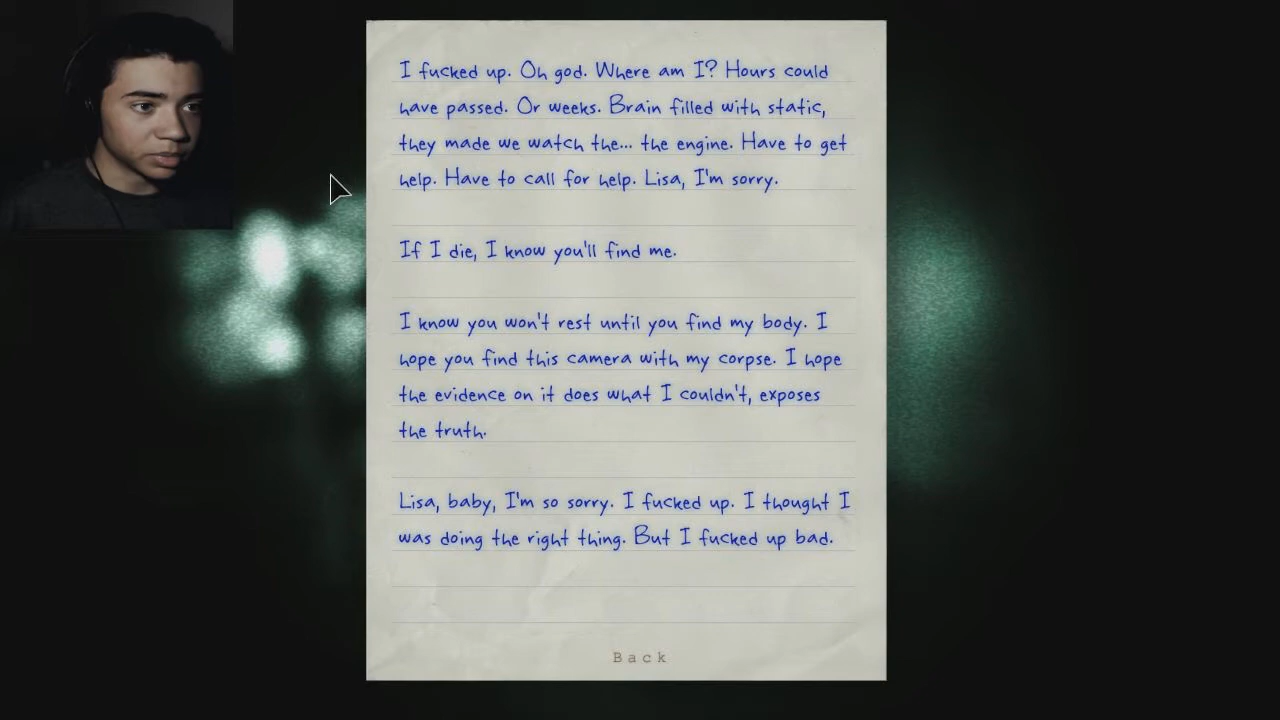 I fucked up. Oh god. Where am I? Hours could
have passed. Or weeks. Brain filled with static,
they made we watch the... the engine. Have to get
help. Have to call for help. Lisa, I'm sorry.
If I die, I know you'll find me.
I know you won't rest until you find my body. I
hope you find this camera with my corpse. I hope
the evidence on it does what I couldn't, exposes
the truth.
Lisa, baby, I'm so sorry. I fucked up. I thought I
was doing the right thing. But I fucked up bad.
Back